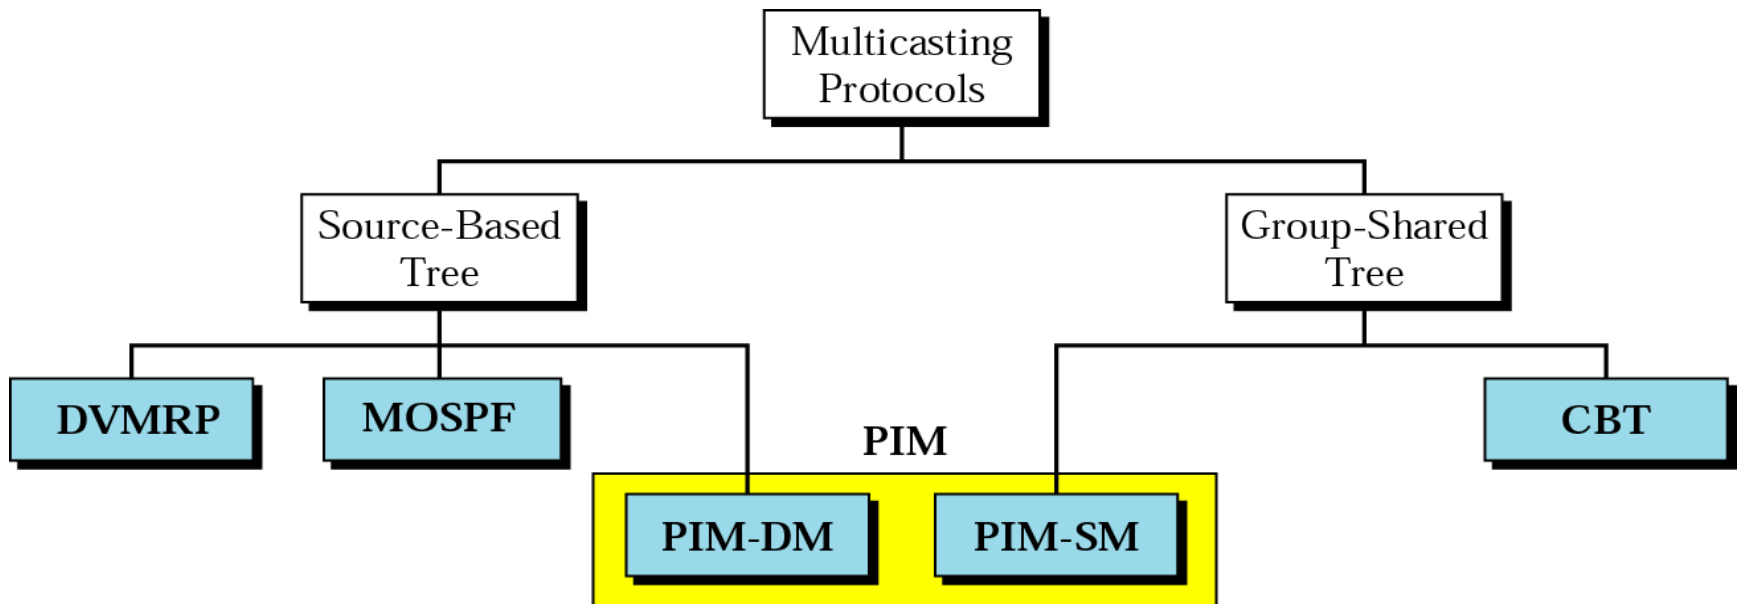 Multicasting
Protocols
Source-Based
Tree
Group-Shared
Tree
DVMRP
MOSPF
CBT
PIM
PIM-DM
PIM-SM